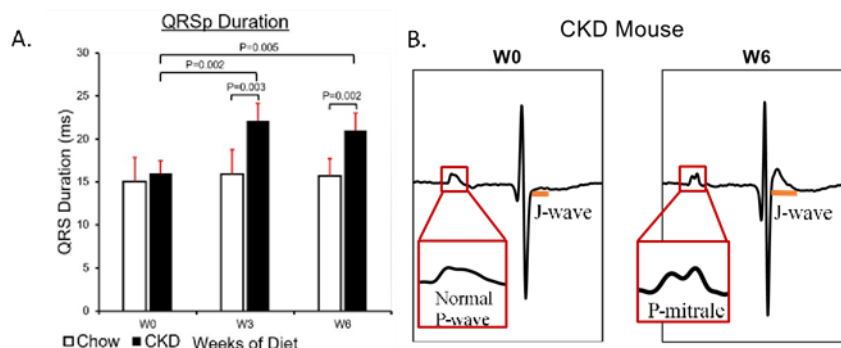 A.
QRSp Duration
P=0.005
P=0.002
P=0.003
P=0.002
QRS Duration (ms)
30
25
20
15
10
5
0
W0
W3
W6
Chow
CKD
Weeks of Diet
B.
CKD Mouse
W0
W6
J-wave
Normal
P-wave
J-wave
P-mitrale